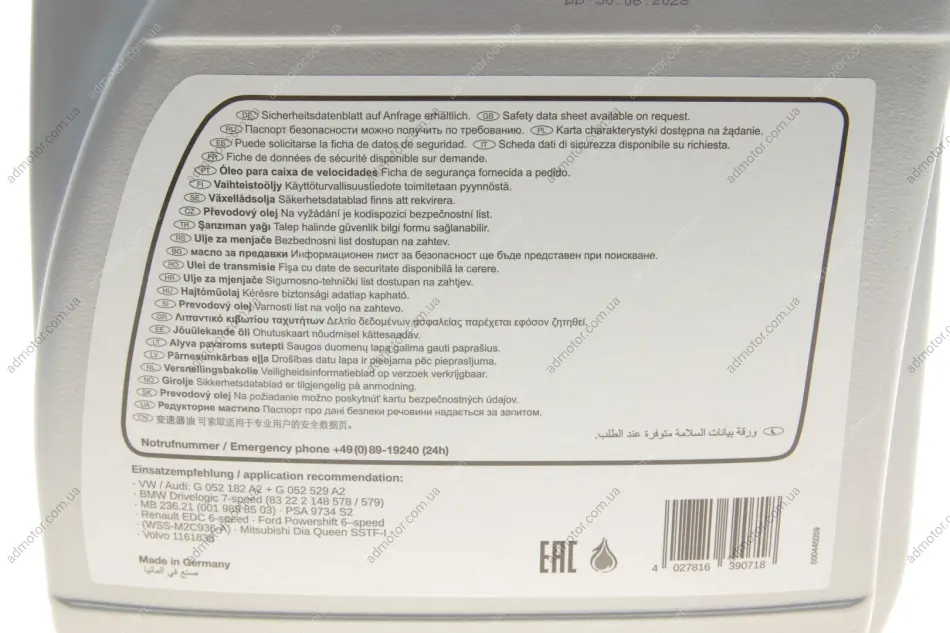 30.06.2028
DE Sicherheitsdatenblatt auf Anfrage erhältlich. GB Safety data sheet available on request.
RU Паспорт безопасности можно получить по требованию. PL Karta charakterystyki dostępna na żądanie.
ES Puede solicitarse la ficha de datos de seguridad. IT Scheda dati di sicurezza disponibile su richiesta.
FR Fiche de données de sécurité disponible sur demande.
PT Óleo para caixa de velocidades Ficha de segurança fornecida a pedido.
FI Vaihteistoöljy Käyttöturvallisuustiedote toimitetaan pyynnöstä.
SE Växellådsolja Säkerhetsdatablad finns att rekvirera.
CZ Převodový olej Na vyžádání je kodispozici bezpečnostní list.
TR Şanzıman yağı Talep halinde güvenlik bilgi formu sağlanabilir.
RS Ulje za menjače Bezbednosni list dostupan na zahtev.
BG масло за предавки Информационен лист за безопасност ще бъде представен при поискване.
RO Ulei de transmisie Fişa cu date de securitate disponibilă la cerere.
HR Ulje za mjenjače Sigurnosno-tehnički list dostupan na zahtjev.
HU Hajtóműolaj Kérésre biztonsági adatlap kapható.
SI Prevodový olej Varnosti list na voljo na zahtevo.
GR Λιπαντικό κιβωτίου ταχυτήτων Δελτίο δεδομένων ασφαλείας παρέχεται εφόσον ζητηθεί.
EE Jõuülekande õli Ohutuskaart nõudmisel kättesaadav.
LT Alyva pavaroms sutepti Saugos duomenų lapą galima gauti paprašius.
LV Pārnesumkārbas eļļa Drošības datu lapa ir pieejama pēc pieprasījuma.
NL Versnellingsbakolie Veiligheidsinformatieblad op verzoek verkrijgbaar.
NO Girolje Sikkerhetsdatablad er tilgjengelig på anmodning.
SK Prevodový olej Na požiadanie možno poskytnúť kartu bezpečnostných údajov.
UA Редукторне мастило Паспорт про дані безпеки речовини надається за запитом.
CN 变速器油 可索取适用于专业用户的安全数据页。
ورقة بيانات السلامة متوفرة عند الطلب.
Notrufnummer / Emergency phone +49(0)89-19240 (24h)
Einsatzempfehlung / application recommendation:
· VW / Audi: G 052 182 A2 + G 052 529 A2
· BMW Drivelogic 7-speed (83 22 2 148 578 / 579)
· MB 236.21 (001 989 85 03) · PSA 9734 S2
· Renault EDC 6-speed · Ford Powershift 6-speed
(WSS-M2C936-A) · Mitsubishi Dia Queen SSTF-I
· Volvo 1161838
Made in Germany
صنع في المانيا
EAC
4 027816 390718
500445059
admotor.com.ua